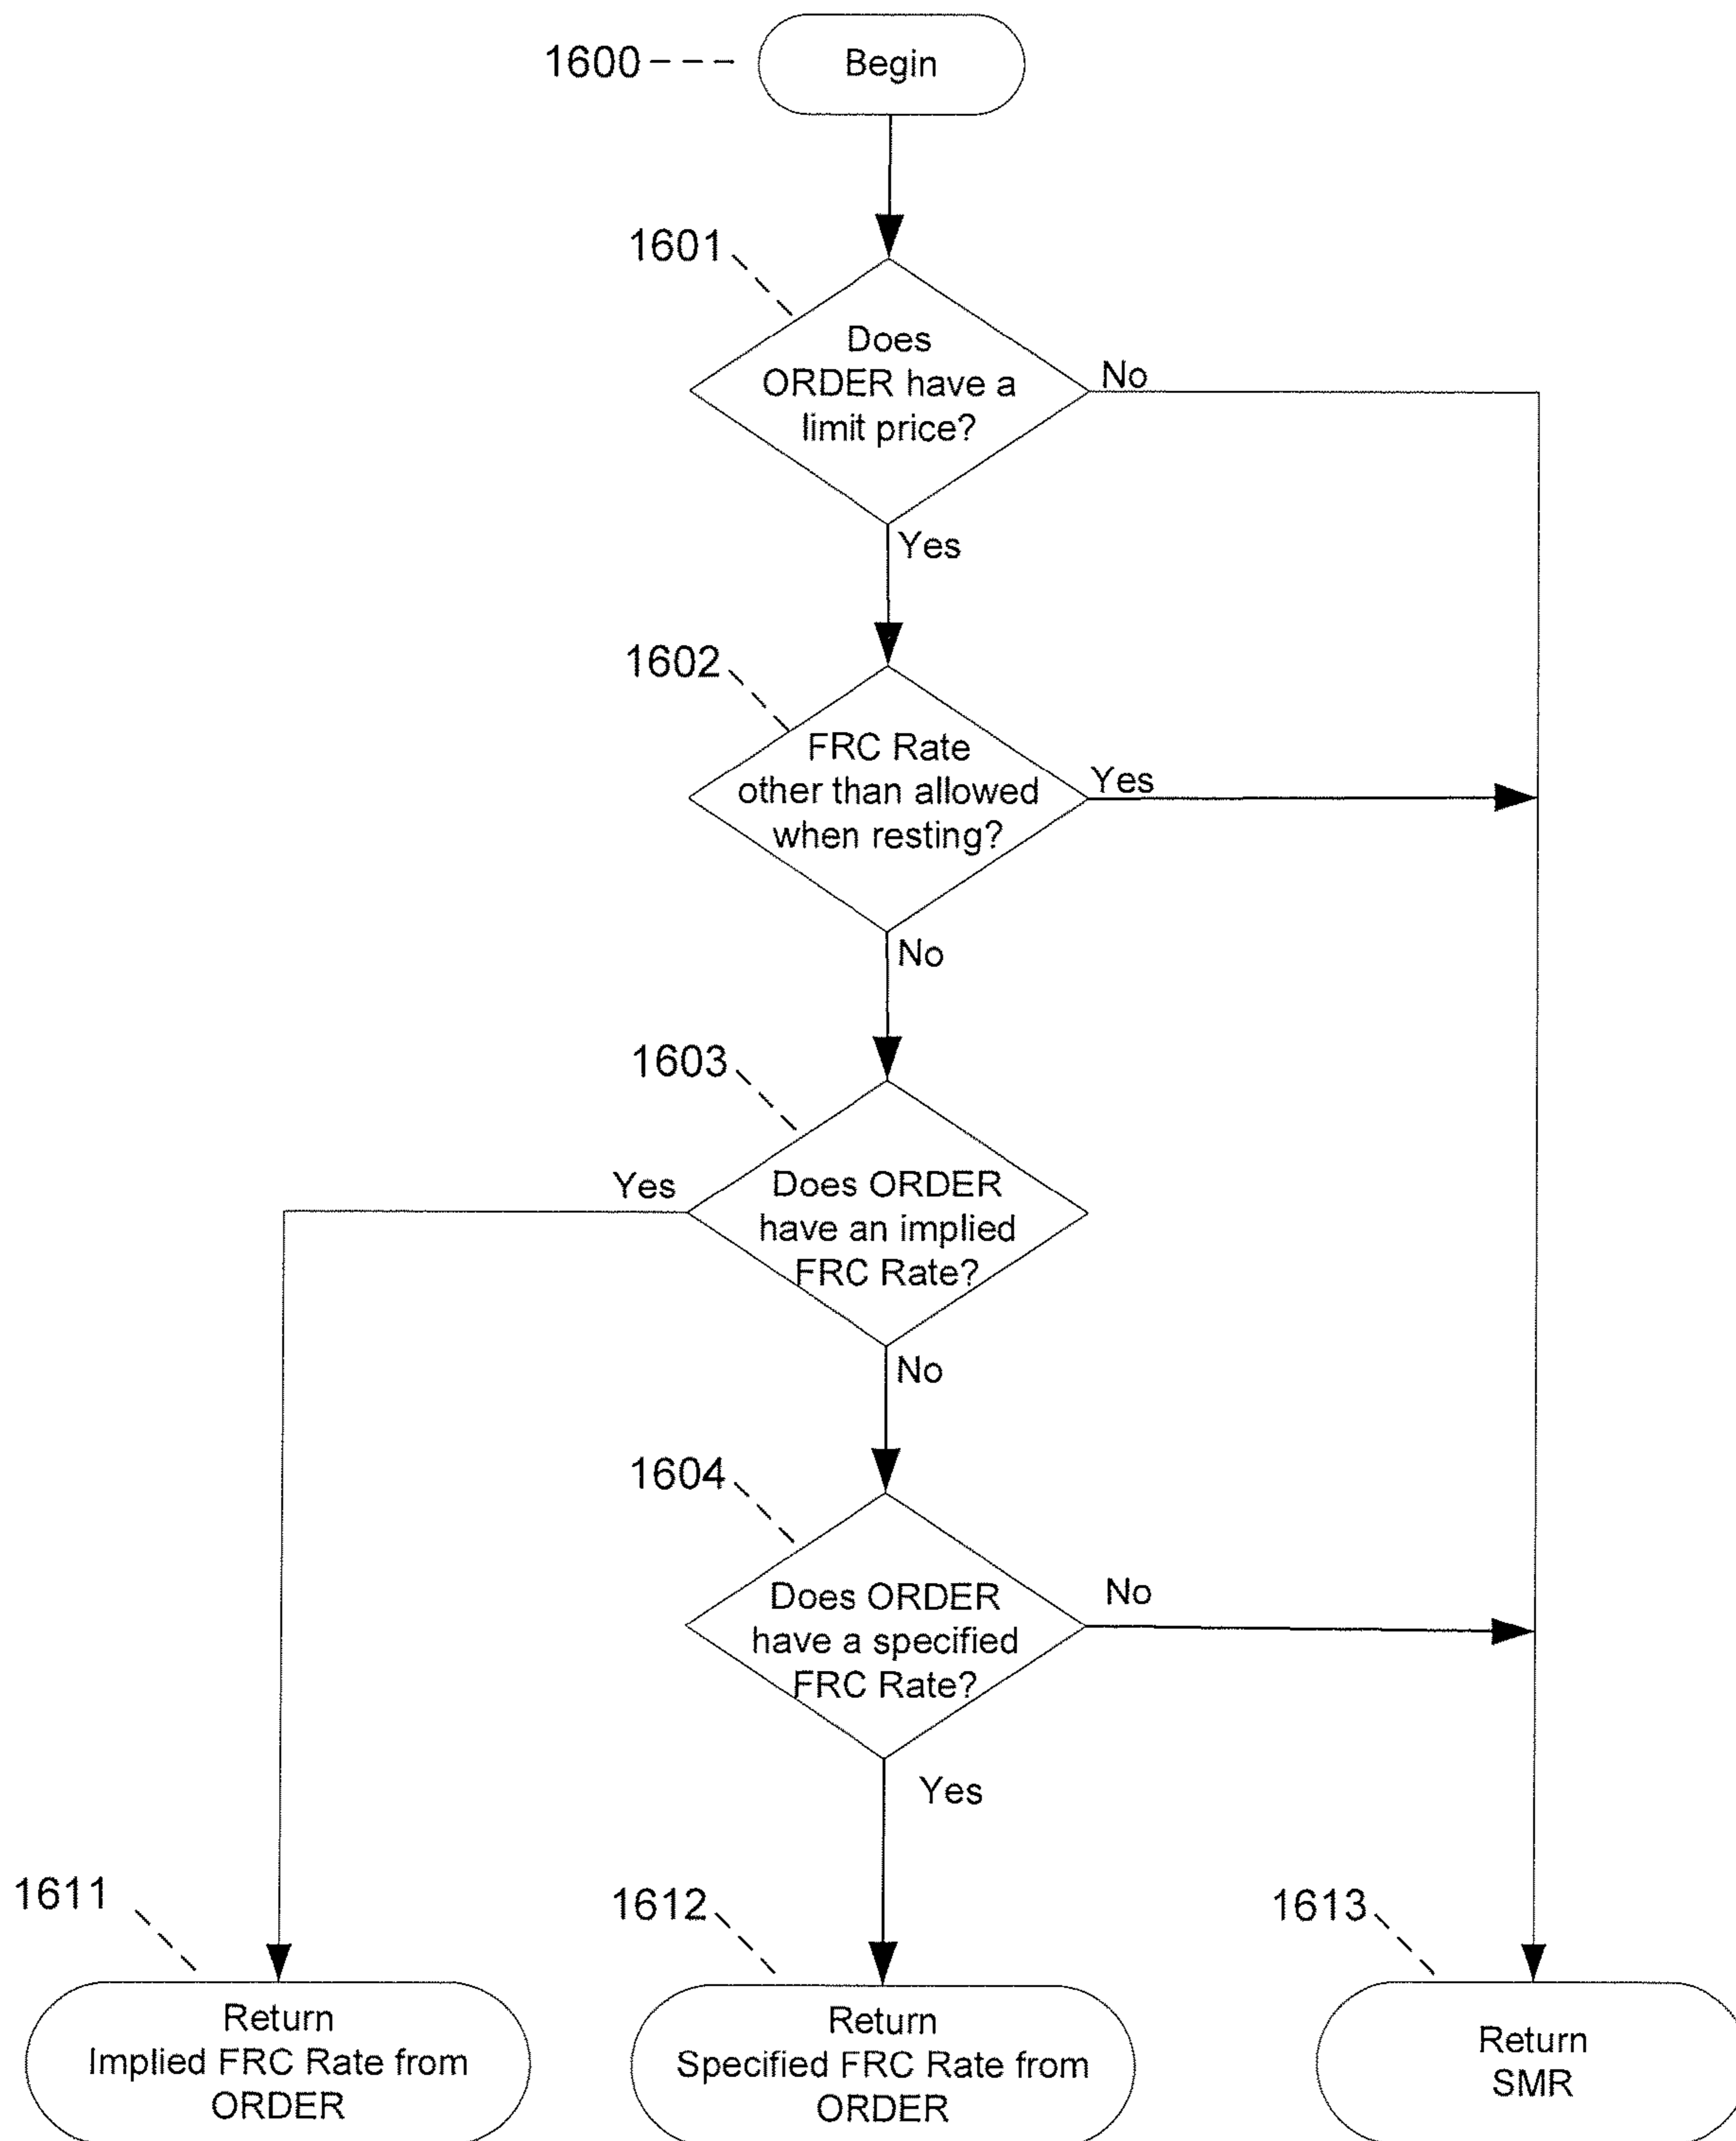 1600
Begin
1601
Does
ORDER have a
limit price?
No
Yes
1602
FRC Rate
other than allowed
when resting?
Yes
No
1603
Yes
Does ORDER
have an implied
FRC Rate?
No
1604
Does ORDER
have a specified
FRC Rate?
No
Yes
1611
1612
1613
Return
Implied FRC Rate from
ORDER
Return
Specified FRC Rate from
ORDER
Return
SMR